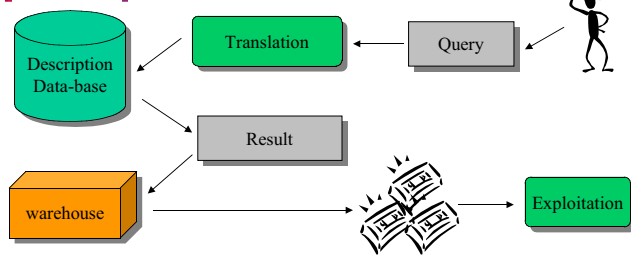 Description
Data-base
Translation
Query
Result
warehouse
Exploitation